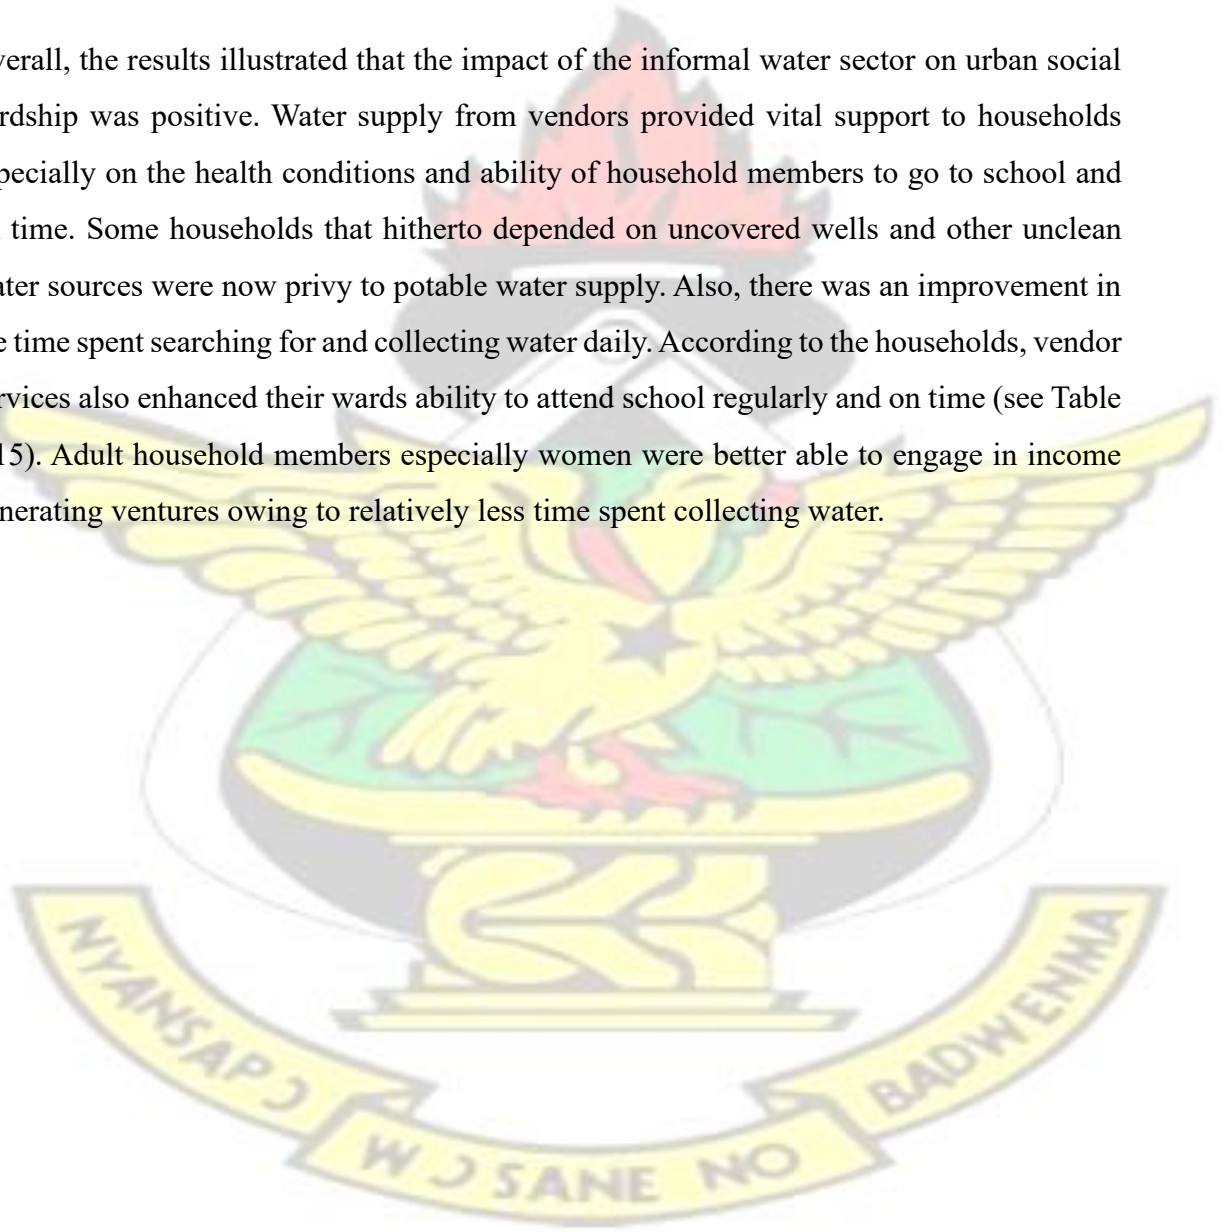 verall, the results illustrated that the impact of the informal water sector on urban social
rdship was positive. Water supply from vendors provided vital support to households
pecially on the health conditions and ability of household members to go to school and
time. Some households that hitherto depended on uncovered wells and other unclean
ater sources were now privy to potable water supply. Also, there was an improvement in
e time spent searching for and collecting water daily. According to the households, vendor
rvices also enhanced their wards ability to attend school regularly and on time (see Table
15). Adult household members especially women were better able to engage in income
nerating ventures owing to relatively less time spent collecting water.
NYANSAPƆ
WƆSANE NO
BADWENMA